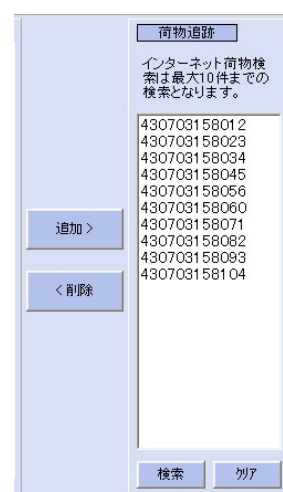 荷物追跡
インターネット荷物検
索は最大10件までの
検索となります。
430703158012
430703158023
430703158034
430703158045
430703158056
430703158060
430703158071
430703158082
430703158093
430703158104
追加 >
< 削除
検索
クリア